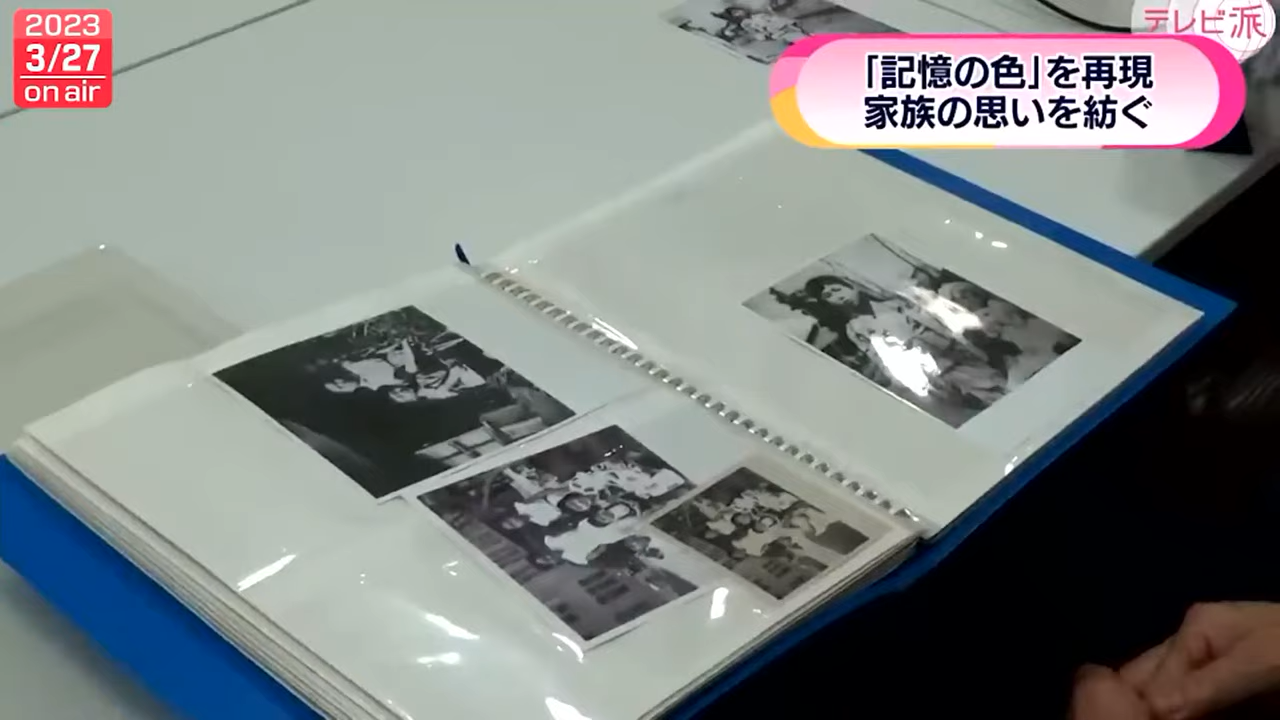 2023
3/27
on air
テレビ派
「記憶の色」を再現
家族の思いを紡ぐ